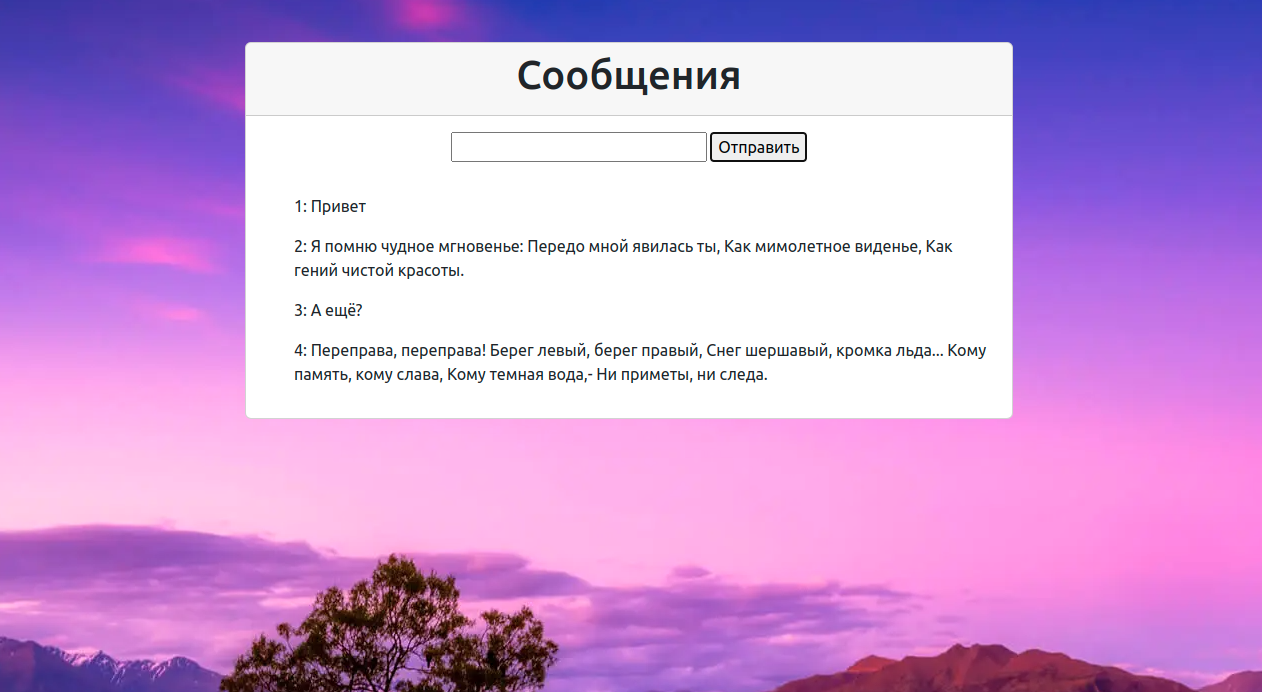 Сообщения
Отправить
1: Привет
2: Я помню чудное мгновенье: Передо мной явилась ты, Как мимолетное виденье, Как
гений чистой красоты.
3: А ещё?
4: Переправа, переправа! Берег левый, берег правый, Снег шершавый, кромка льда... Кому
память, кому слава, Кому темная вода,- Ни приметы, ни следа.